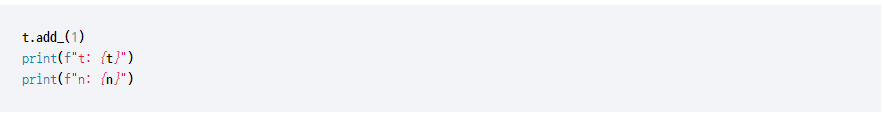 t.add_(1)
print(f"t: {t}")
print(f"n: {n}")